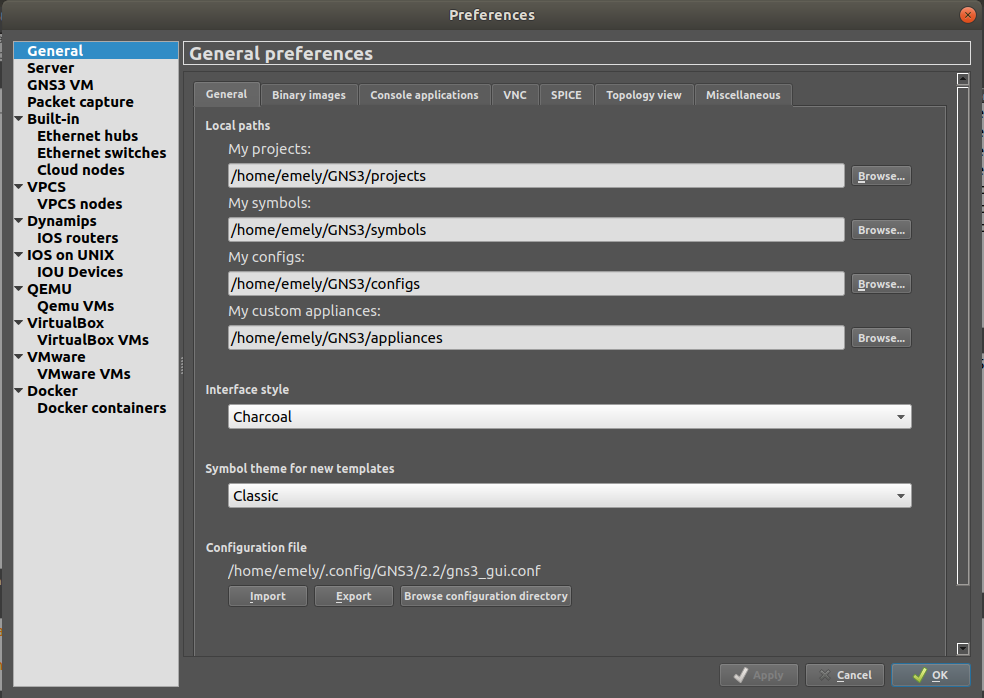 Preferences
General
Server
GNS3 VM
Packet capture
Built-in
Ethernet hubs
Ethernet switches
Cloud nodes
VPCS
VPCS nodes
Dynamips
IOS routers
IOS on UNIX
IOU Devices
QEMU
Qemu VMs
VirtualBox
VirtualBox VMs
VMware
VMware VMs
Docker
Docker containers
General preferences
General Binary images Console applications VNC SPICE Topology view Miscellaneous
Local paths
My projects:
/home/emely/GNS3/projects Browse...
My symbols:
/home/emely/GNS3/symbols Browse...
My configs:
/home/emely/GNS3/configs Browse...
My custom appliances:
/home/emely/GNS3/appliances Browse...
Interface style
Charcoal
Symbol theme for new templates
Classic
Configuration file
/home/emely/.config/GNS3/2.2/gns3_gui.conf
Import Export Browse configuration directory
Apply Cancel OK